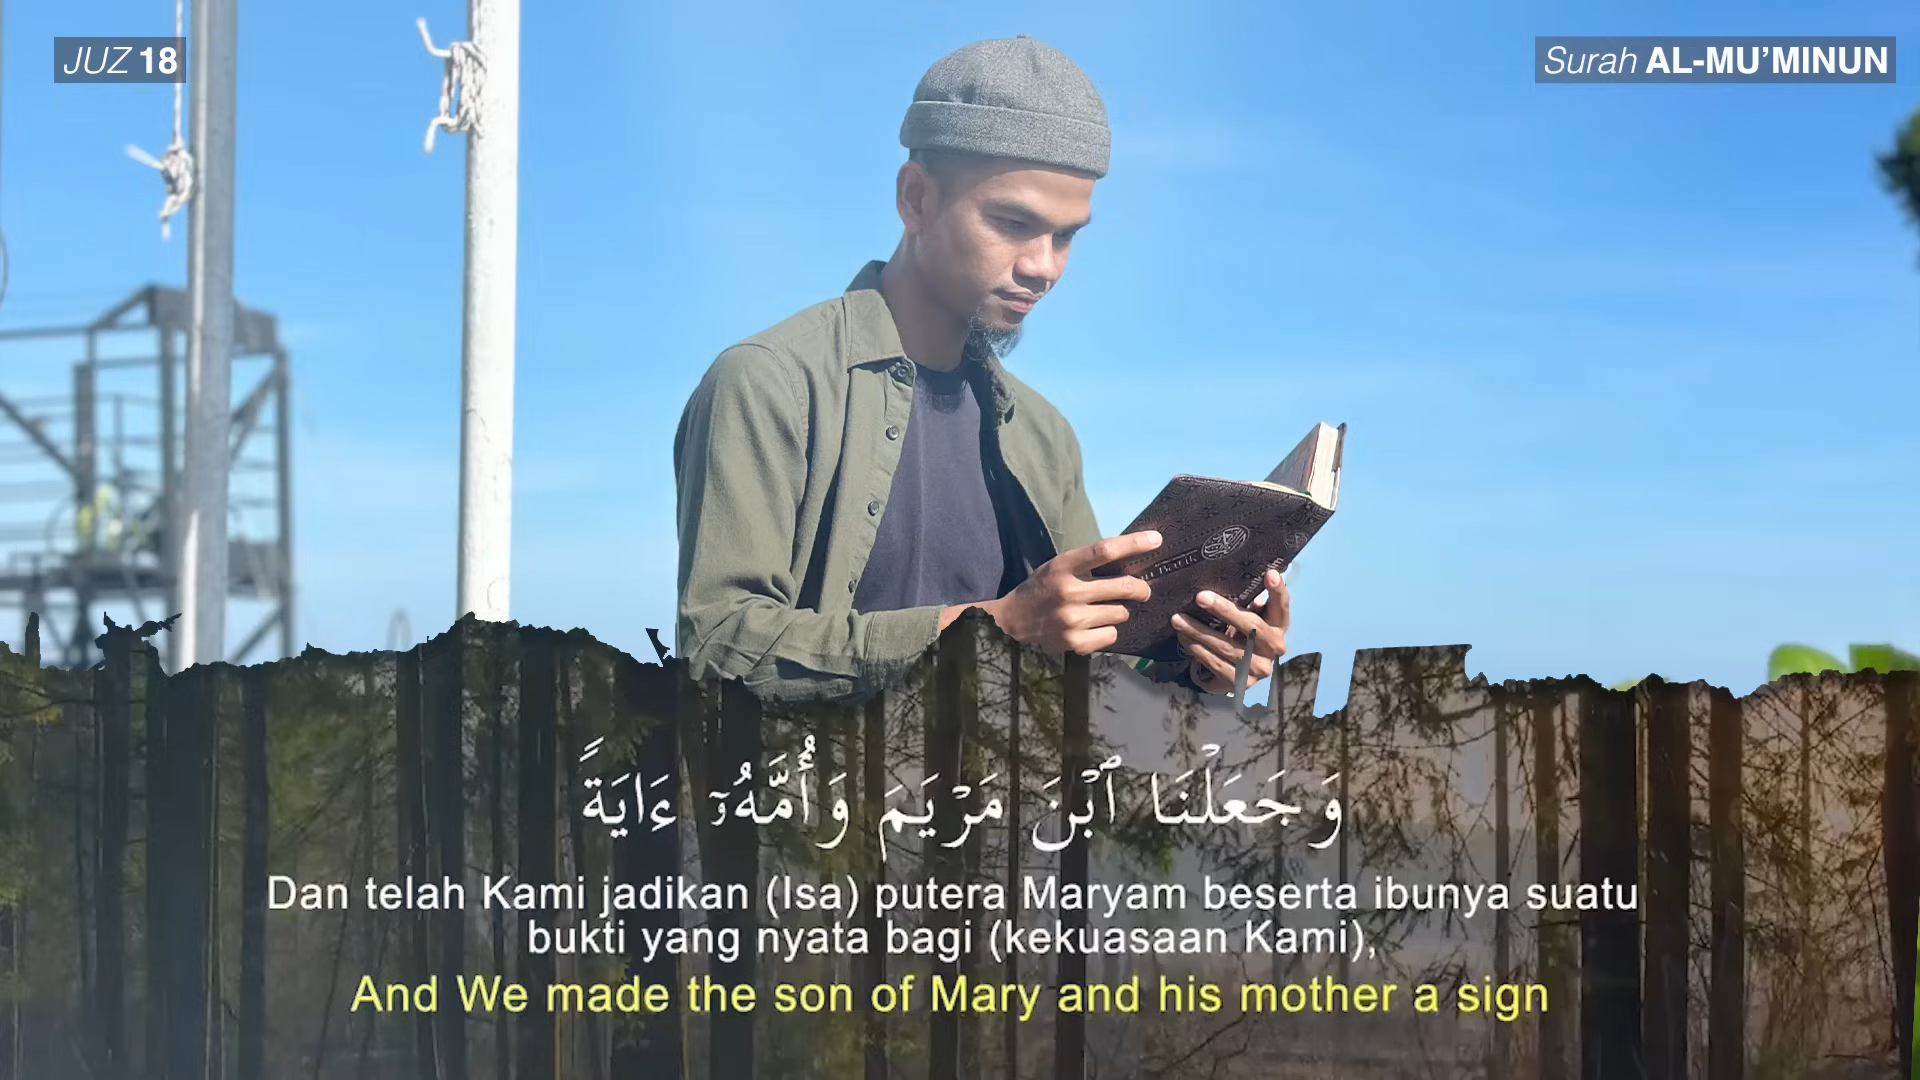 JUZ 18
Surah AL-MU’MINUN
وَجَعَلْنَا ٱبْنَ مَرْيَمَ وَأُمَّهُۥٓ ءَايَةً
Dan telah Kami jadikan (Isa) putera Maryam beserta ibunya suatu
bukti yang nyata bagi (kekuasaan Kami),
And We made the son of Mary and his mother a sign